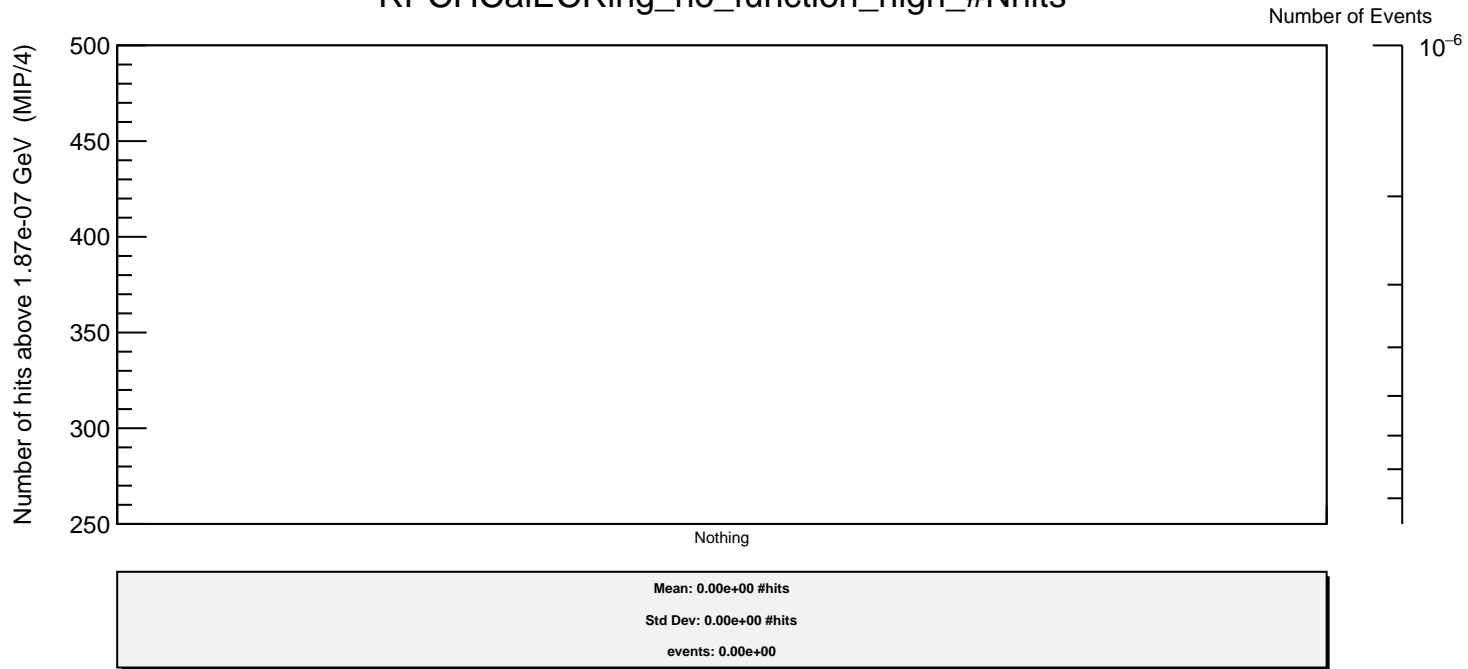 RPCHCalECRing_no_function_high_#Nhits
Number of Events
Number of hits above 1.87e-07 GeV (MIP/4)
500
450
400
350
300
250
10⁻⁶
Nothing
Mean: 0.00e+00 #hits
Std Dev: 0.00e+00 #hits
events: 0.00e+00